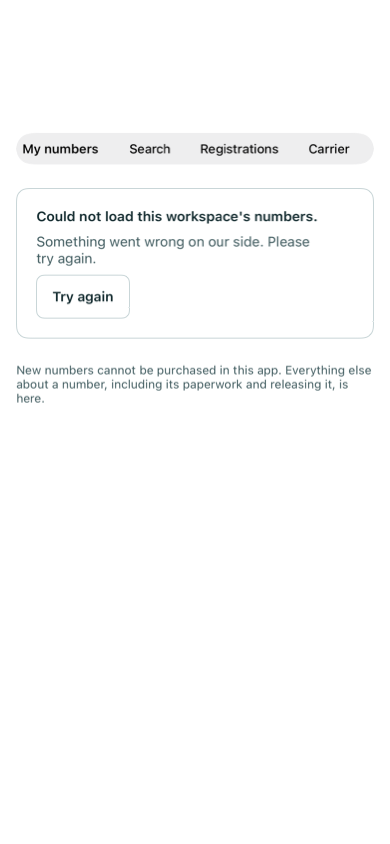 My numbers Search Registrations Carrier
Could not load this workspace's numbers.
Something went wrong on our side. Please
try again.
Try again
New numbers cannot be purchased in this app. Everything else
about a number, including its paperwork and releasing it, is
here.